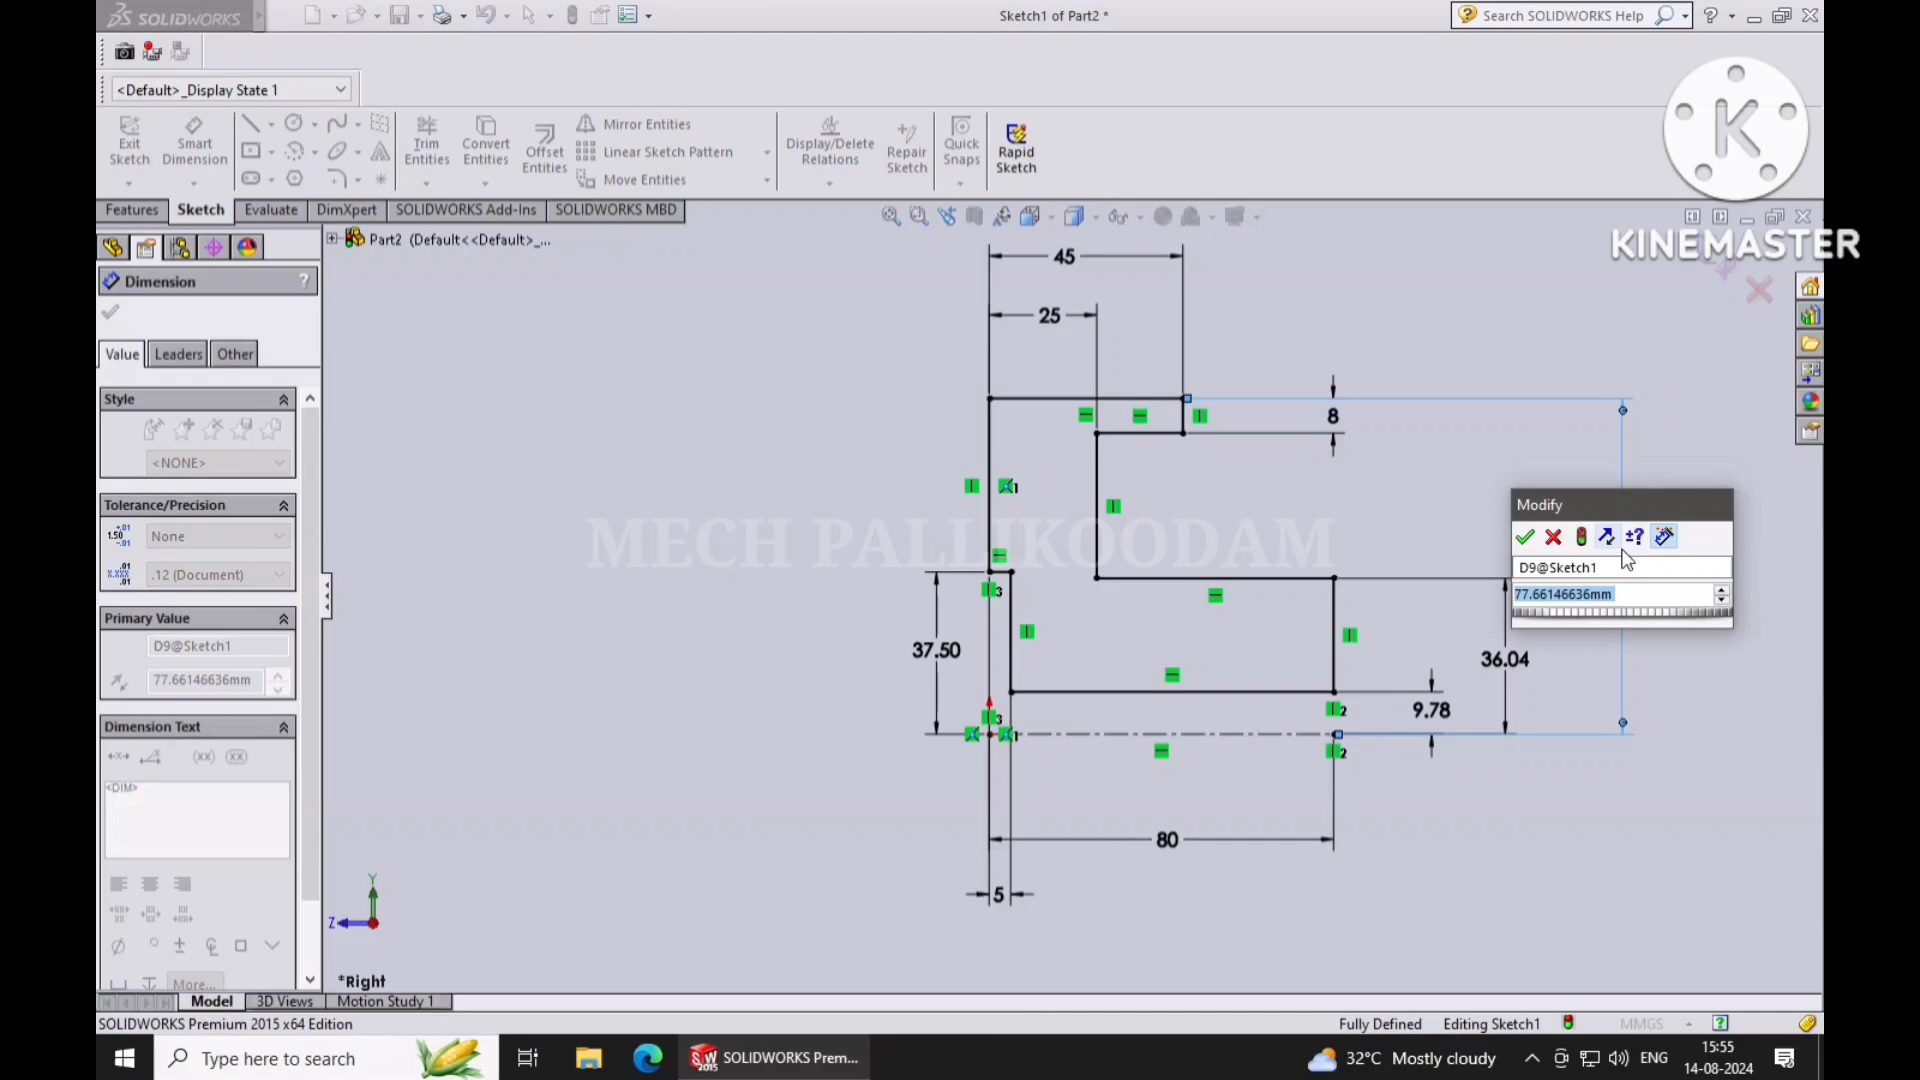 SOLIDWORKS
Sketch1 of Part2 *
Search SOLIDWORKS Help
<Default>_Display State 1
Exit Sketch
Smart Dimension
Trim Entities
Convert Entities
Offset Entities
Mirror Entities
Linear Sketch Pattern
Move Entities
Display/Delete Relations
Repair Sketch
Quick Snaps
Rapid Sketch
K
KINEMASTER
Features
Sketch
Evaluate
DimXpert
SOLIDWORKS Add-Ins
SOLIDWORKS MBD
Part2 (Default<<Default>_...
Dimension
?
Value
Leaders
Other
Style
<NONE>
Tolerance/Precision
None
.12 (Document)
Primary Value
D9@Sketch1
77.66146636mm
Dimension Text
(xx)
(xx)
<DIM>
More...
45
25
8
37.50
36.04
9.78
80
5
MECH PALLIKOODAM
Modify
D9@Sketch1
77.66146636mm
Y
Z
*Right
Model
3D Views
Motion Study 1
SOLIDWORKS Premium 2015 x64 Edition
Fully Defined
Editing Sketch1
MMGS
Type here to search
SOLIDWORKS Prem...
32°C Mostly cloudy
ENG
15:55
14-08-2024